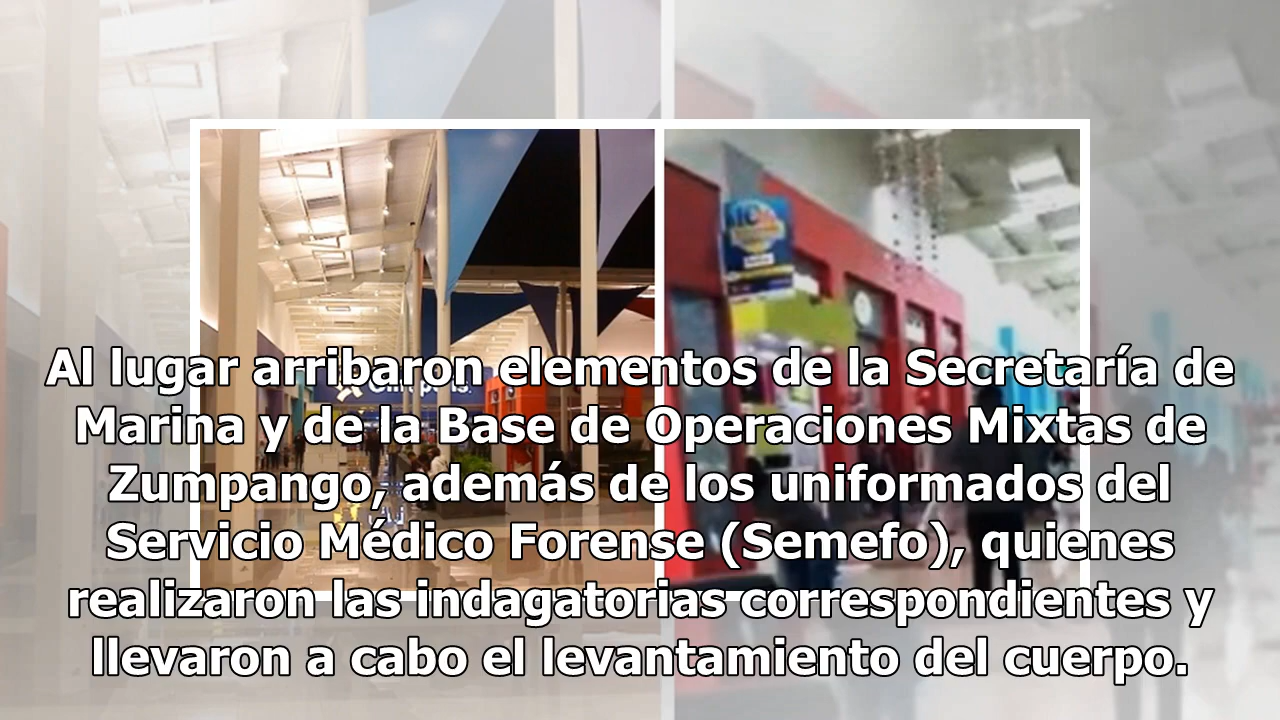 Al lugar arribaron elementos de la Secretaría de
Marina y de la Base de Operaciones Mixtas de
Zumpango, además de los uniformados del
Servicio Médico Forense (Semefo), quienes
realizaron las indagatorias correspondientes y
llevaron a cabo el levantamiento del cuerpo.